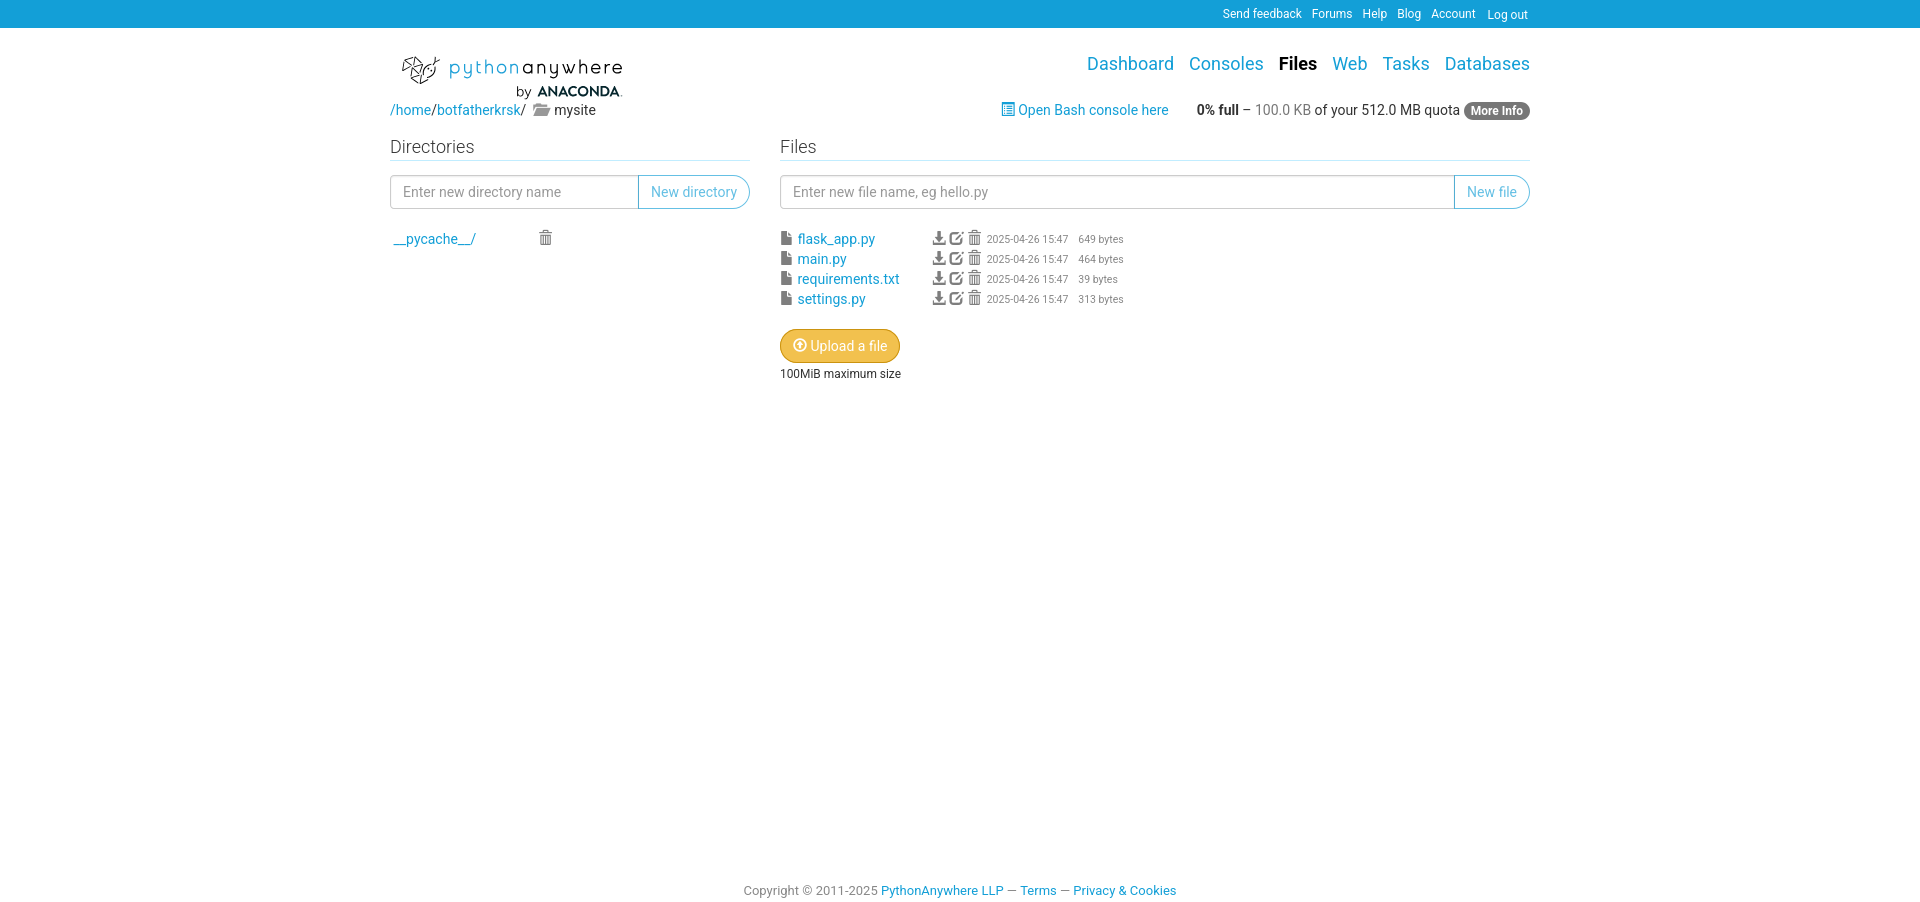 Send feedback Forums Help Blog Account Log out
pythonanywhere
by ANACONDA.
Dashboard Consoles Files Web Tasks Databases
/home/botfatherkrsk/ mysite
Open Bash console here 0% full – 100.0 KB of your 512.0 MB quota More Info
Directories
Enter new directory name New directory
__pycache__/
Files
Enter new file name, eg hello.py New file
flask_app.py 2025-04-26 15:47 649 bytes
main.py 2025-04-26 15:47 464 bytes
requirements.txt 2025-04-26 15:47 39 bytes
settings.py 2025-04-26 15:47 313 bytes
Upload a file
100MiB maximum size
Copyright © 2011-2025 PythonAnywhere LLP — Terms — Privacy & Cookies